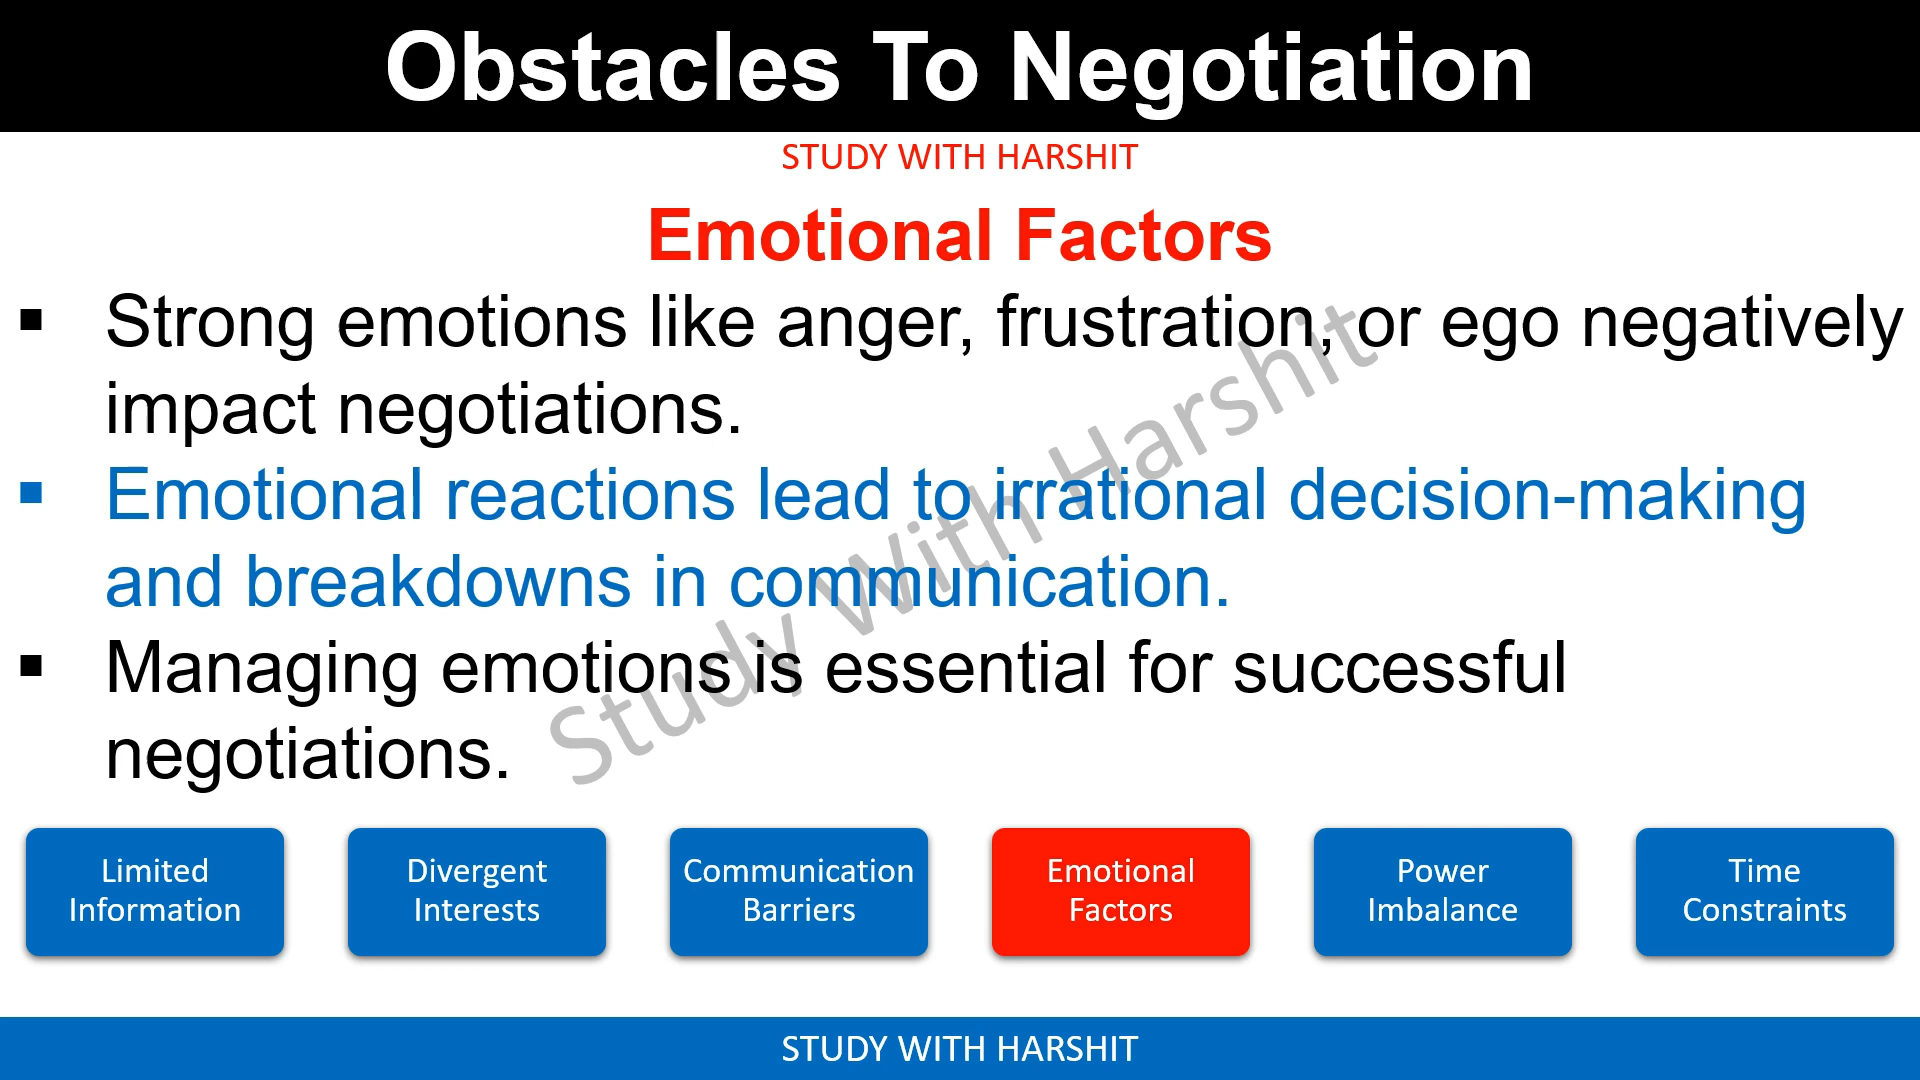 Obstacles To Negotiation
STUDY WITH HARSHIT
Emotional Factors
▪ Strong emotions like anger, frustration, or ego negatively
impact negotiations.
▪ Emotional reactions lead to irrational decision-making
and breakdowns in communication.
▪ Managing emotions is essential for successful
negotiations.
Study With Harshit
Limited
Information
Divergent
Interests
Communication
Barriers
Emotional
Factors
Power
Imbalance
Time
Constraints
STUDY WITH HARSHIT